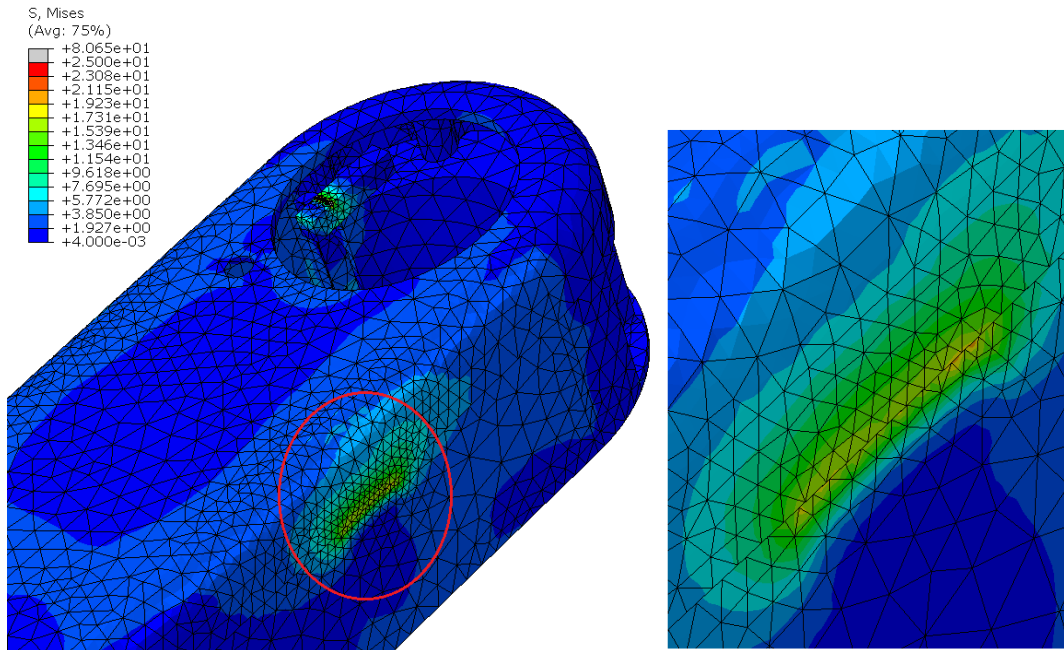 S, Mises
(Avg: 75%)
+8.065e+01
+2.500e+01
+2.308e+01
+2.115e+01
+1.923e+01
+1.731e+01
+1.539e+01
+1.346e+01
+1.154e+01
+9.618e+00
+7.695e+00
+5.772e+00
+3.850e+00
+1.927e+00
+4.000e-03